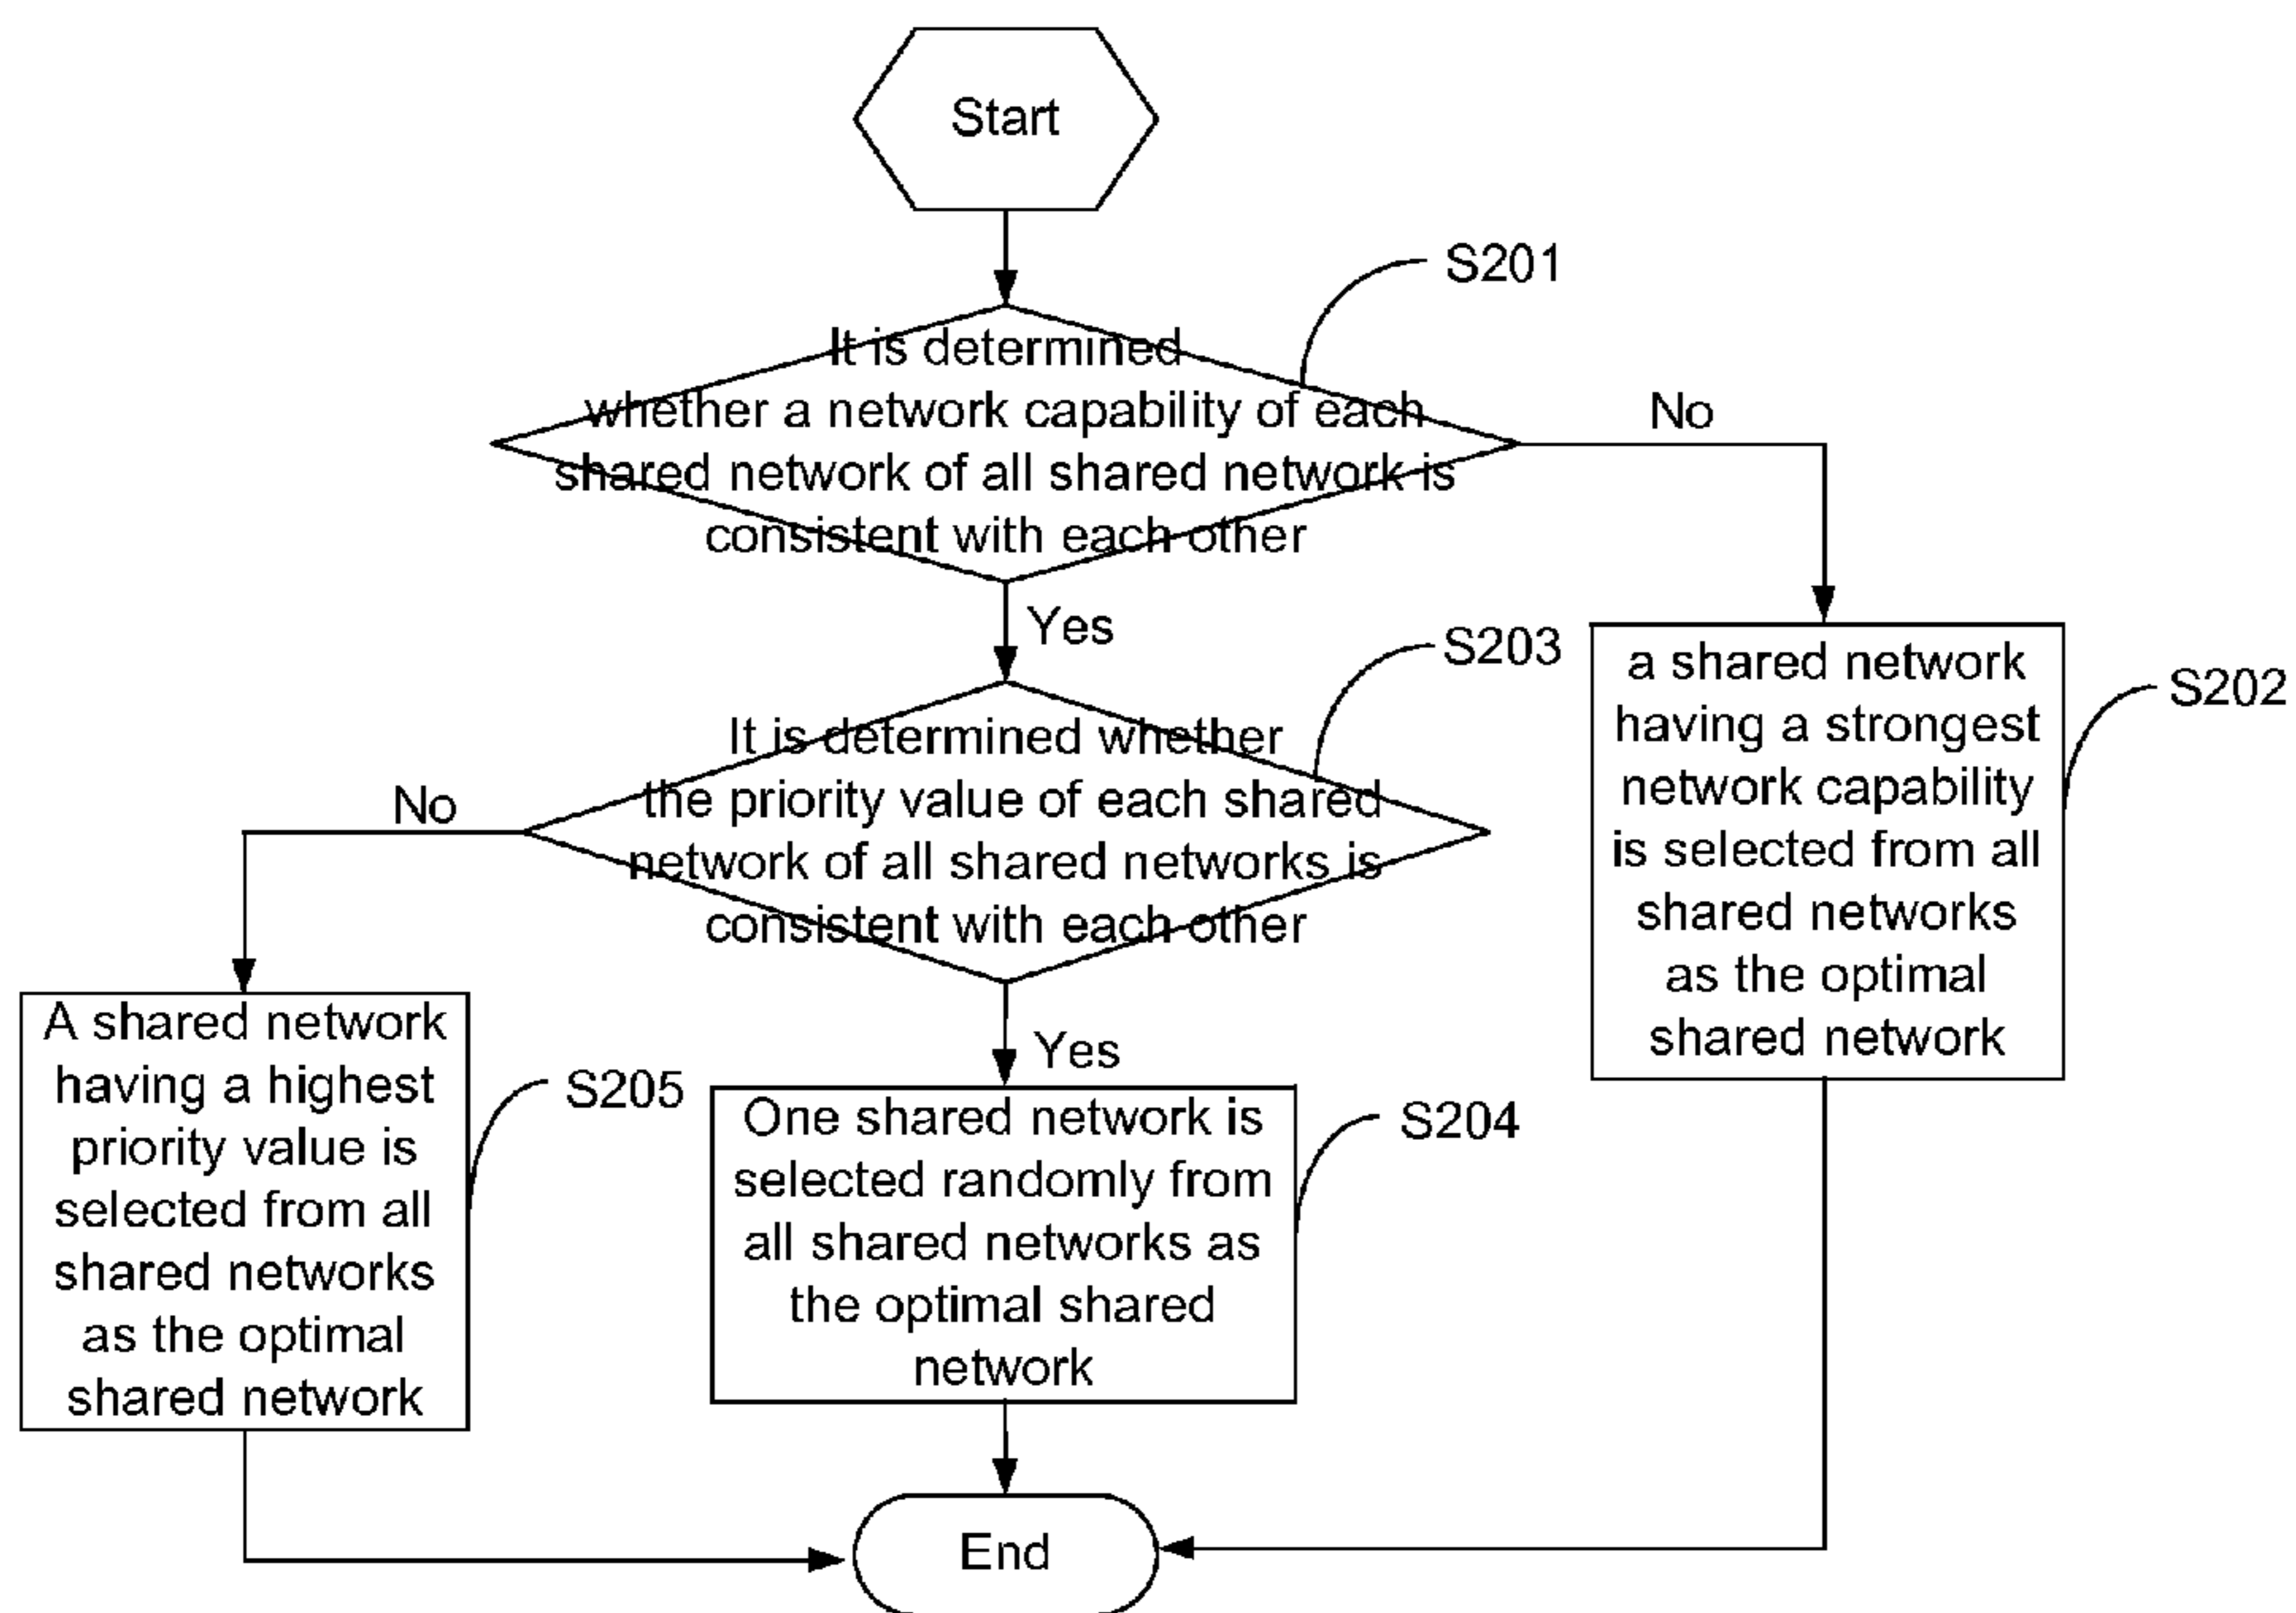 Start
S201
It is determined
whether a network capability of each
shared network of all shared network is
consistent with each other
No
Yes
S203
It is determined whether
the priority value of each shared
network of all shared networks is
consistent with each other
a shared network
having a strongest
network capability
is selected from all
shared networks
as the optimal
shared network
S202
No
Yes
A shared network
having a highest
priority value is
selected from all
shared networks
as the optimal
shared network
S205
One shared network is
selected randomly from
all shared networks as
the optimal shared
network
S204
End